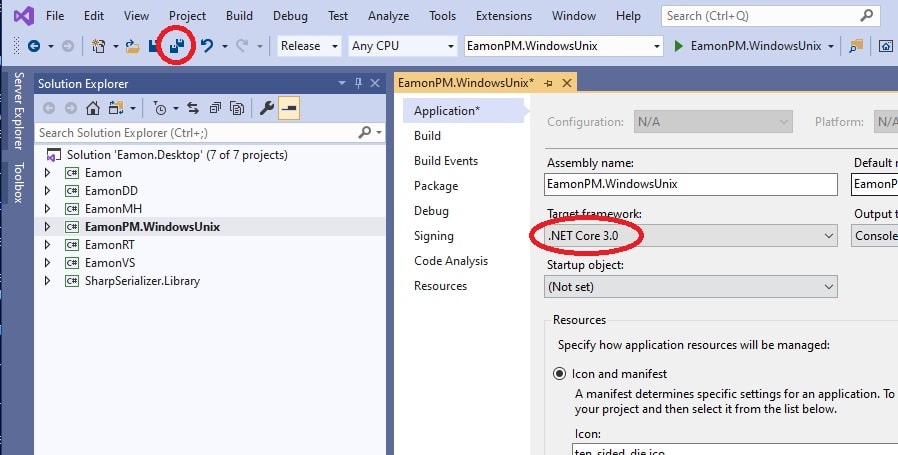 File Edit View Project Build Debug Test Analyze Tools Extensions Window Help Search (Ctrl+Q)
Release Any CPU EamonPM.WindowsUnix EamonPM.WindowsUnix
Server Explorer
Toolbox
Solution Explorer
Search Solution Explorer (Ctrl+;)
Solution 'Eamon.Desktop' (7 of 7 projects)
C# Eamon
C# EamonDD
C# EamonMH
C# EamonPM.WindowsUnix
C# EamonRT
C# EamonVS
C# SharpSerializer.Library
EamonPM.WindowsUnix*
Application*
Build
Build Events
Package
Debug
Signing
Code Analysis
Resources
Configuration: N/A Platform: N/A
Assembly name: Default n
EamonPM.WindowsUnix EamonP
Target framework: Output t
.NET Core 3.0 Console
Startup object:
(Not set)
Resources
Specify how application resources will be managed:
Icon and manifest
A manifest determines specific settings for an application. To
your project and then select it from the list below.
Icon:
ten_sided_die.ico